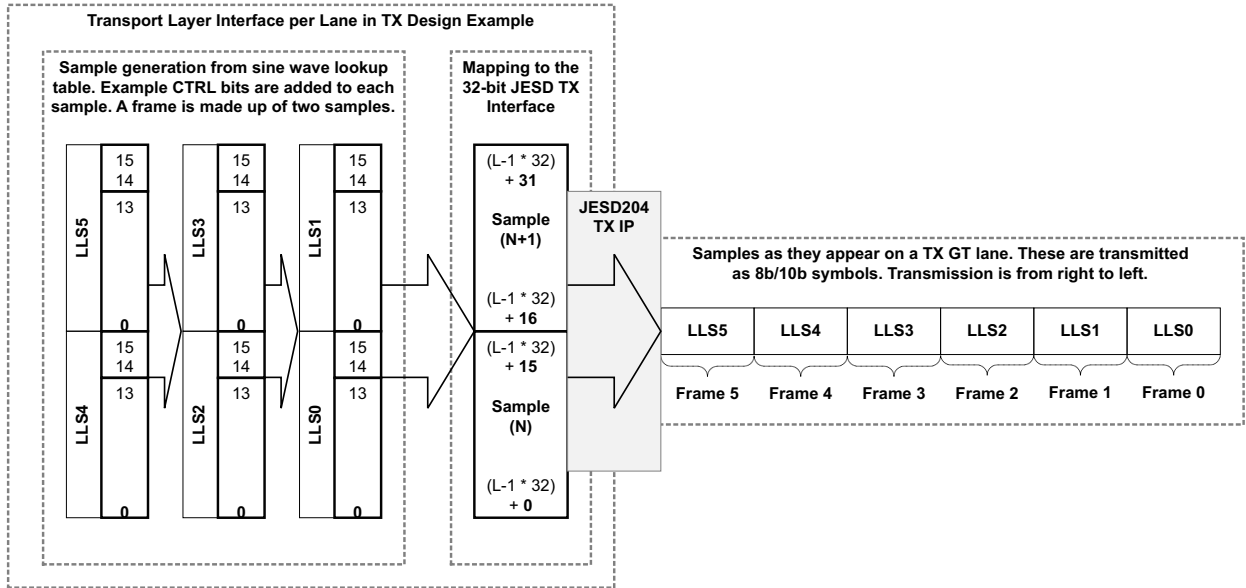 Transport Layer Interface per Lane in TX Design Example
Sample generation from sine wave lookup
table. Example CTRL bits are added to each
sample. A frame is made up of two samples.
LLS5
15
14
13
0
LLS4
15
14
13
0
LLS3
15
14
13
0
LLS2
15
14
13
0
LLS1
15
14
13
0
LLS0
15
14
13
0
Mapping to the
32-bit JESD TX
Interface
(L-1 * 32)
+ 31
Sample
(N+1)
(L-1 * 32)
+ 16
(L-1 * 32)
+ 15
Sample
(N)
(L-1 * 32)
+ 0
JESD204
TX IP
Samples as they appear on a TX GT lane. These are transmitted
as 8b/10b symbols. Transmission is from right to left.
LLS5 LLS4 LLS3 LLS2 LLS1 LLS0
Frame 5 Frame 4 Frame 3 Frame 2 Frame 1 Frame 0